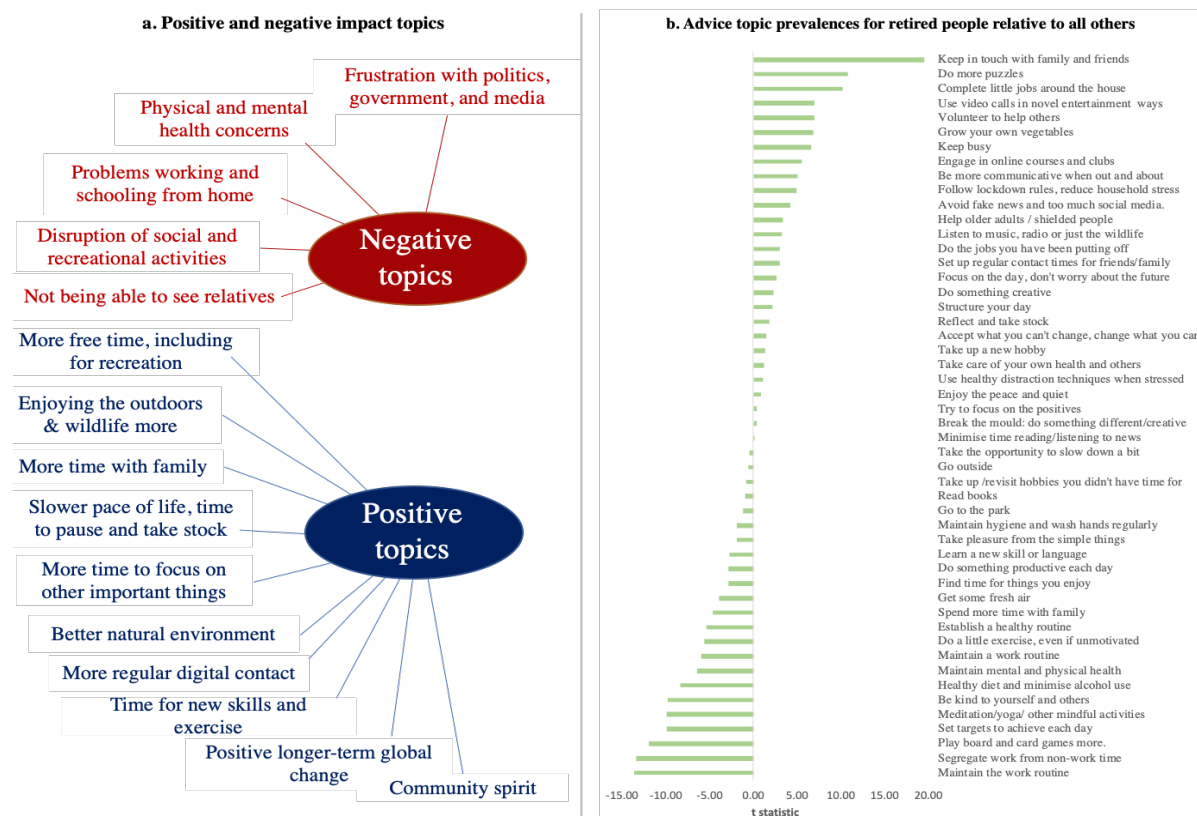 a. Positive and negative impact topics
Frustration with politics,
government, and media
Physical and mental
health concerns
Problems working and
schooling from home
Disruption of social and
recreational activities
Not being able to see relatives
Negative
topics
More free time, including
for recreation
Enjoying the outdoors
& wildlife more
More time with family
Slower pace of life, time
to pause and take stock
More time to focus on
other important things
Better natural environment
More regular digital contact
Time for new skills and
exercise
Positive longer-term global
change
Community spirit
Positive
topics
b. Advice topic prevalences for retired people relative to all others
Keep in touch with family and friends
Do more puzzles
Complete little jobs around the house
Use video calls in novel entertainment ways
Volunteer to help others
Grow your own vegetables
Keep busy
Engage in online courses and clubs
Be more communicative when out and about
Follow lockdown rules, reduce household stress
Avoid fake news and too much social media.
Help older adults / shielded people
Listen to music, radio or just the wildlife
Do the jobs you have been putting off
Set up regular contact times for friends/family
Focus on the day, don't worry about the future
Do something creative
Structure your day
Reflect and take stock
Accept what you can't change, change what you can
Take up a new hobby
Take care of your own health and others
Use healthy distraction techniques when stressed
Enjoy the peace and quiet
Try to focus on the positives
Break the mould: do something different/creative
Minimise time reading/listening to news
Take the opportunity to slow down a bit
Go outside
Take up /revisit hobbies you didn't have time for
Read books
Go to the park
Maintain hygiene and wash hands regularly
Take pleasure from the simple things
Learn a new skill or language
Do something productive each day
Find time for things you enjoy
Get some fresh air
Spend more time with family
Establish a healthy routine
Do a little exercise, even if unmotivated
Maintain a work routine
Maintain mental and physical health
Healthy diet and minimise alcohol use
Be kind to yourself and others
Meditation/yoga/ other mindful activities
Set targets to achieve each day
Play board and card games more.
Segregate work from non-work time
Maintain the work routine
-15.00 -10.00 -5.00 0.00 5.00 10.00 15.00 20.00
t statistic